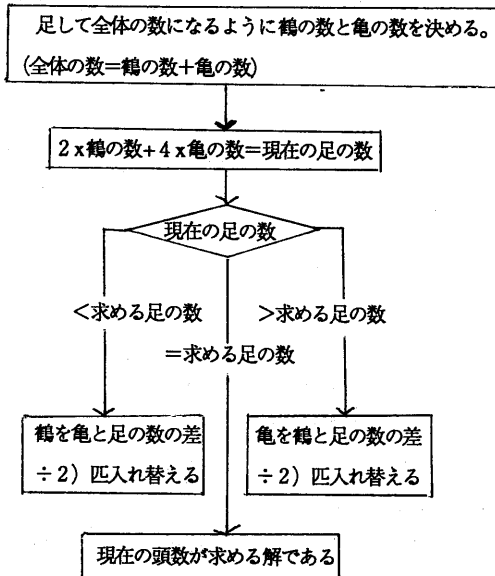 足して全体の数になるように鶴の数と亀の数を決める。
(全体の数=鶴の数+亀の数)
2x鶴の数+4x亀の数=現在の足の数
現在の足の数
<求める足の数
>求める足の数
=求める足の数
鶴を亀と足の数の差
÷2)匹入れ替える
亀を鶴と足の数の差
÷2)匹入れ替える
現在の頭数が求める解である